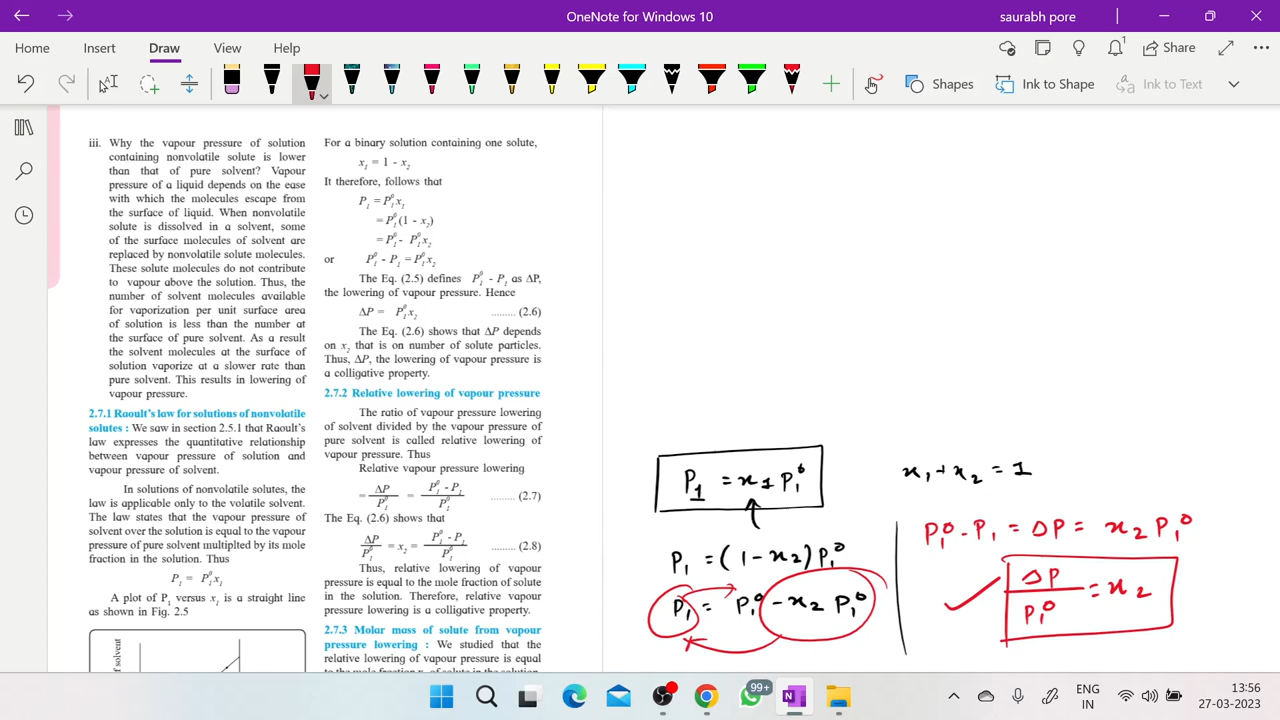 OneNote for Windows 10
saurabh pore
Home Insert Draw View Help
Share
Shapes
Ink to Shape
Ink to Text
iii. Why the vapour pressure of solution
containing nonvolatile solute is lower
than that of pure solvent? Vapour
pressure of a liquid depends on the ease
with which the molecules escape from
the surface of liquid. When nonvolatile
solute is dissolved in a solvent, some
of the surface molecules of solvent are
replaced by nonvolatile solute molecules.
These solute molecules do not contribute
to vapour above the solution. Thus, the
number of solvent molecules available
for vaporization per unit surface area
of solution is less than the number at
the surface of pure solvent. As a result
the solvent molecules at the surface of
solution vaporize at a slower rate than
pure solvent. This results in lowering of
vapour pressure.
2.7.1 Raoult's law for solutions of nonvolatile
solutes : We saw in section 2.5.1 that Raoult's
law expresses the quantitative relationship
between vapour pressure of solution and
vapour pressure of solvent.
In solutions of nonvolatile solutes, the
law is applicable only to the volatile solvent.
The law states that the vapour pressure of
solvent over the solution is equal to the vapour
pressure of pure solvent multiplted by its mole
fraction in the solution. Thus
P₁ = P₁⁰x₁
A plot of P₁ versus x₁ is a straight line
as shown in Fig. 2.5
of solvent
For a binary solution containing one solute,
x₁ = 1 - x₂
It therefore, follows that
P₁ = P₁⁰x₁
= P₁⁰(1 - x₂)
= P₁⁰ - P₁⁰x₂
or P₁⁰ - P₁ = P₁⁰x₂
The Eq. (2.5) defines P₁⁰ - P₁ as ΔP,
the lowering of vapour pressure. Hence
ΔP = P₁⁰x₂ ......... (2.6)
The Eq. (2.6) shows that ΔP depends
on x₂ that is on number of solute particles.
Thus, ΔP, the lowering of vapour pressure is
a colligative property.
2.7.2 Relative lowering of vapour pressure
The ratio of vapour pressure lowering
of solvent divided by the vapour pressure of
pure solvent is called relative lowering of
vapour pressure. Thus
Relative vapour pressure lowering
= ΔP/P₁⁰ = (P₁⁰ - P₁)/P₁⁰ ......... (2.7)
The Eq. (2.6) shows that
ΔP/P₁⁰ = x₂ = (P₁⁰ - P₁)/P₁⁰ ......... (2.8)
Thus, relative lowering of vapour
pressure is equal to the mole fraction of solute
in the solution. Therefore, relative vapour
pressure lowering is a colligative property.
2.7.3 Molar mass of solute from vapour
pressure lowering : We studied that the
relative lowering of vapour pressure is equal
P₁ = x₁ P₁⁰
P₁ = (1 - x₂) P₁⁰
P₁ = P₁⁰ - x₂ P₁⁰
x₁ + x₂ = 1
P₁⁰ - P₁ = ΔP = x₂ P₁⁰
ΔP/P₁⁰ = x₂
99+
ENG
IN
13:56
27-03-2023